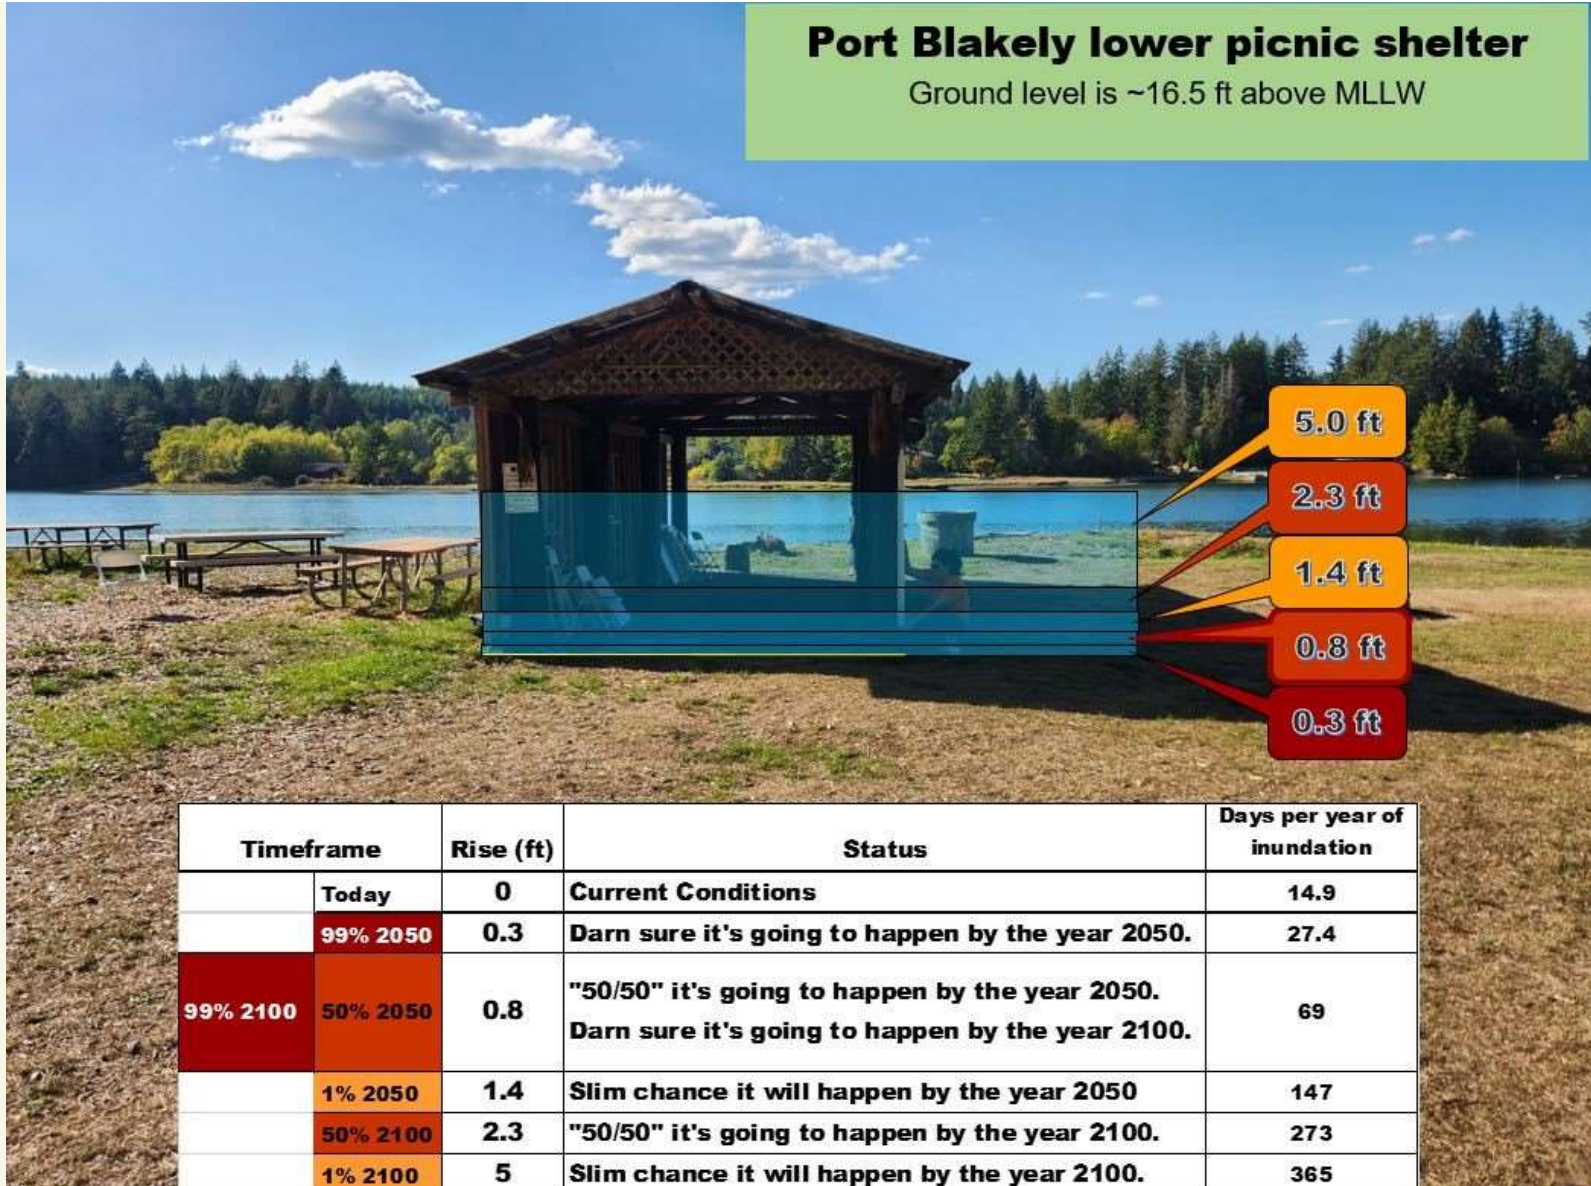 Port Blakely lower picnic shelter
Ground level is ~16.5 ft above MLLW
5.0 ft
2.3 ft
1.4 ft
0.8 ft
0.3 ft
Timeframe Rise (ft) Status Days per year of inundation
Today 0 Current Conditions 14.9
99% 2050 0.3 Darn sure it's going to happen by the year 2050. 27.4
99% 2100 50% 2050 0.8 "50/50" it's going to happen by the year 2050.
Darn sure it's going to happen by the year 2100. 69
1% 2050 1.4 Slim chance it will happen by the year 2050 147
50% 2100 2.3 "50/50" it's going to happen by the year 2100. 273
1% 2100 5 Slim chance it will happen by the year 2100. 365